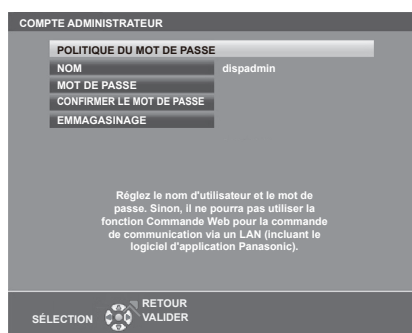 COMPTE ADMINISTRATEUR
POLITIQUE DU MOT DE PASSE
NOM dispadmin
MOT DE PASSE
CONFIRMER LE MOT DE PASSE
EMMAGASINAGE
Réglez le nom d'utilisateur et le mot de
passe. Sinon, il ne pourra pas utiliser la
fonction Commande Web pour la commande
de communication via un LAN (incluant le
logiciel d'application Panasonic).
RETOUR
SÉLECTION VALIDER